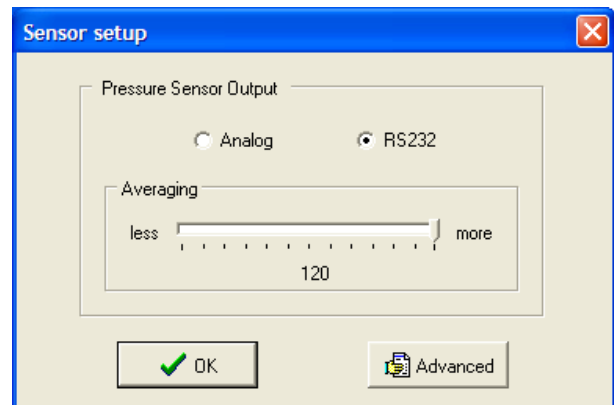 Sensor setup
Pressure Sensor Output
Analog RS232
Averaging
less more
120
OK Advanced